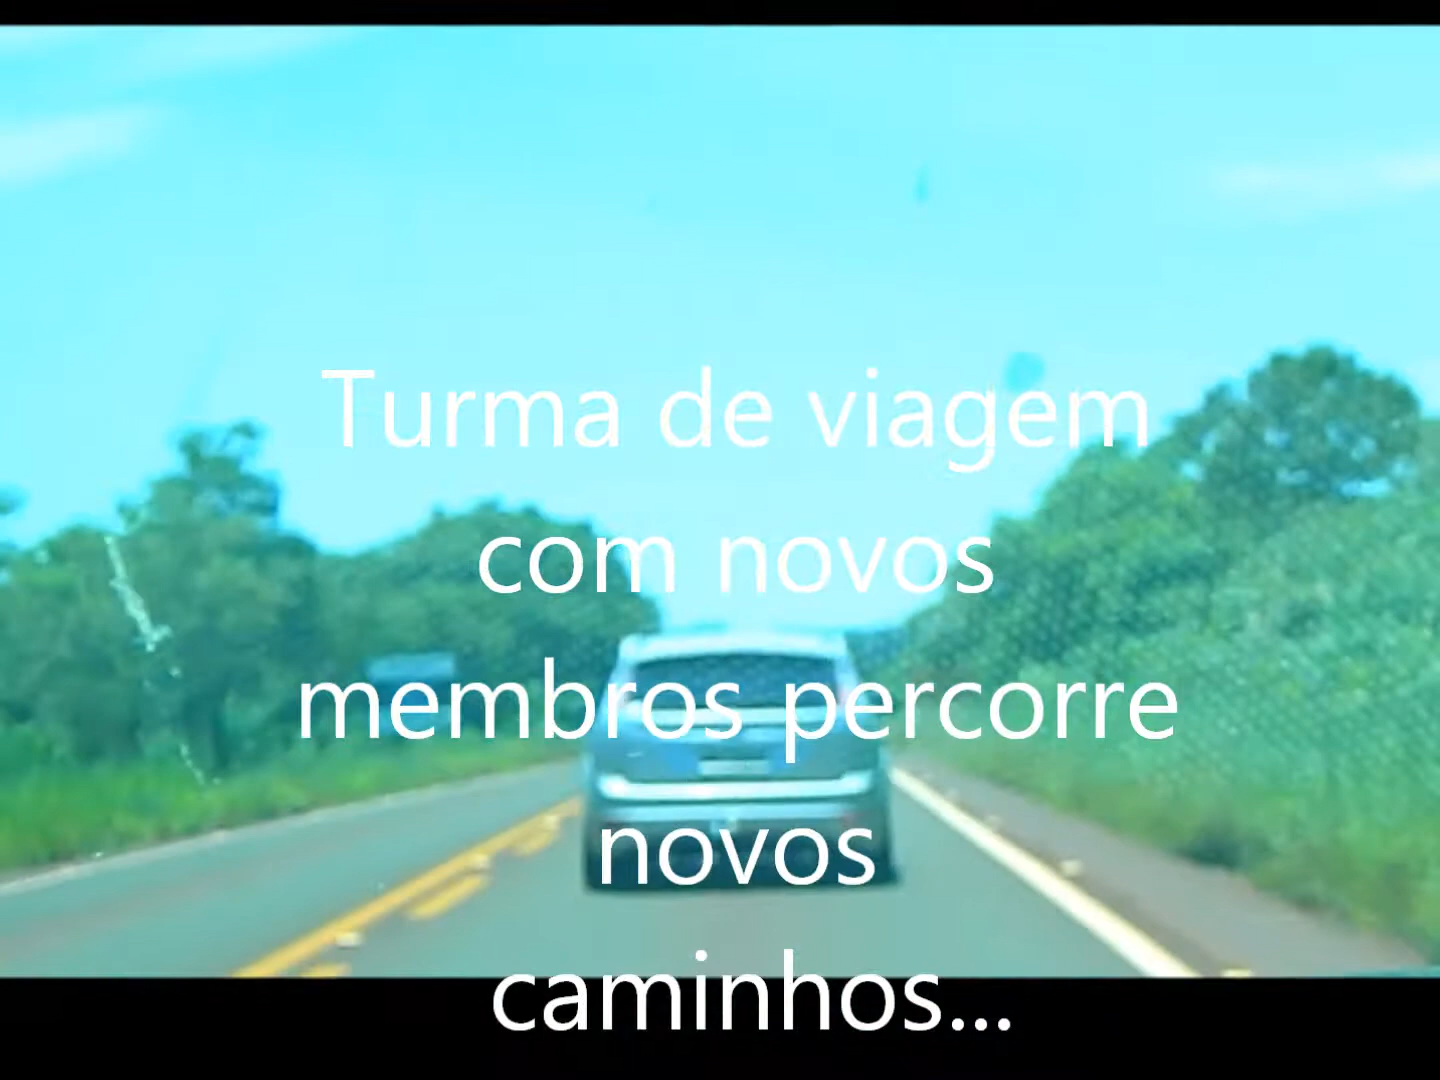 Turma de viagem
com novos
membros percorre
novos
caminhos...